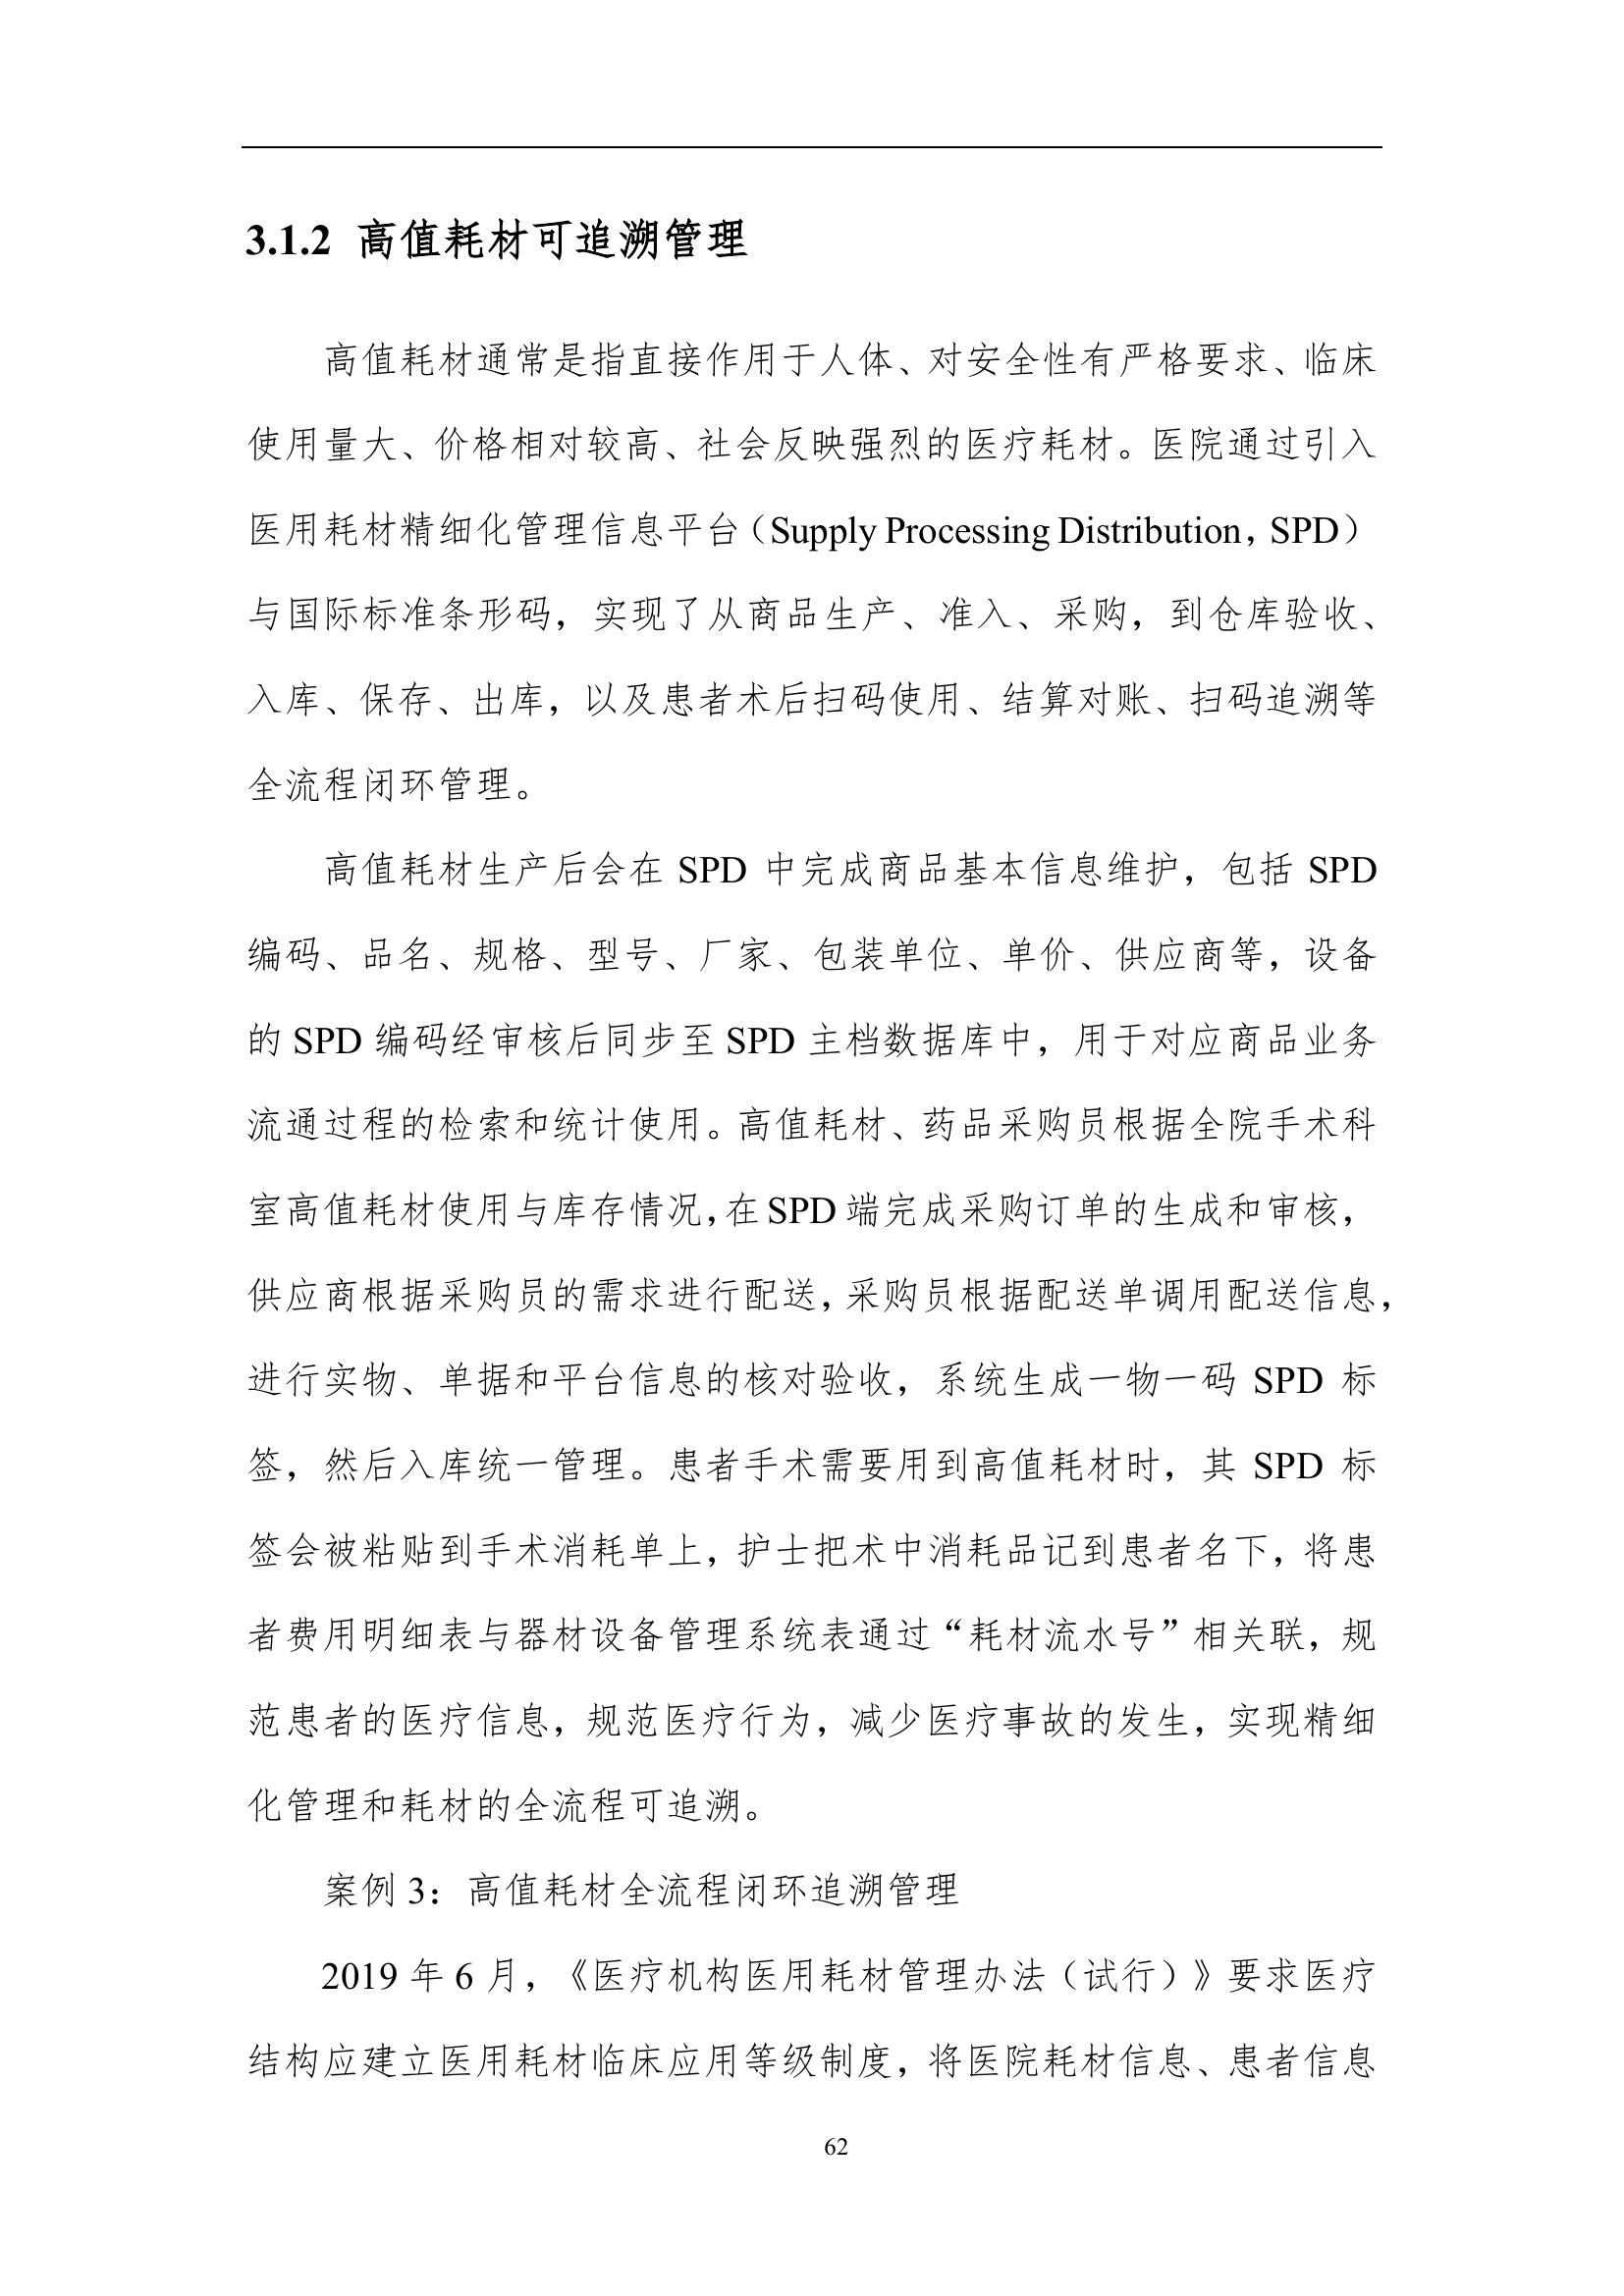 3.1.2 高值耗材可追溯管理
高值耗材通常是指直接作用于人体、对安全性有严格要求、临床
使用量大、价格相对较高、社会反映强烈的医疗耗材。医院通过引入
医用耗材精细化管理信息平台（Supply Processing Distribution，SPD）
与国际标准条形码，实现了从商品生产、准入、采购，到仓库验收、
入库、保存、出库，以及患者术后扫码使用、结算对账、扫码追溯等
全流程闭环管理。
高值耗材生产后会在 SPD 中完成商品基本信息维护，包括 SPD
编码、品名、规格、型号、厂家、包装单位、单价、供应商等，设备
的 SPD 编码经审核后同步至 SPD 主档数据库中，用于对应商品业务
流通过程的检索和统计使用。高值耗材、药品采购员根据全院手术科
室高值耗材使用与库存情况，在 SPD 端完成采购订单的生成和审核，
供应商根据采购员的需求进行配送，采购员根据配送单调用配送信息，
进行实物、单据和平台信息的核对验收，系统生成一物一码 SPD 标
签，然后入库统一管理。患者手术需要用到高值耗材时，其 SPD 标
签会被粘贴到手术消耗单上，护士把术中消耗品记到患者名下，将患
者费用明细表与器材设备管理系统表通过“耗材流水号”相关联，规
范患者的医疗信息，规范医疗行为，减少医疗事故的发生，实现精细
化管理和耗材的全流程可追溯。
案例 3：高值耗材全流程闭环追溯管理
2019 年 6 月，《医疗机构医用耗材管理办法（试行）》要求医疗
结构应建立医用耗材临床应用等级制度，将医院耗材信息、患者信息
62